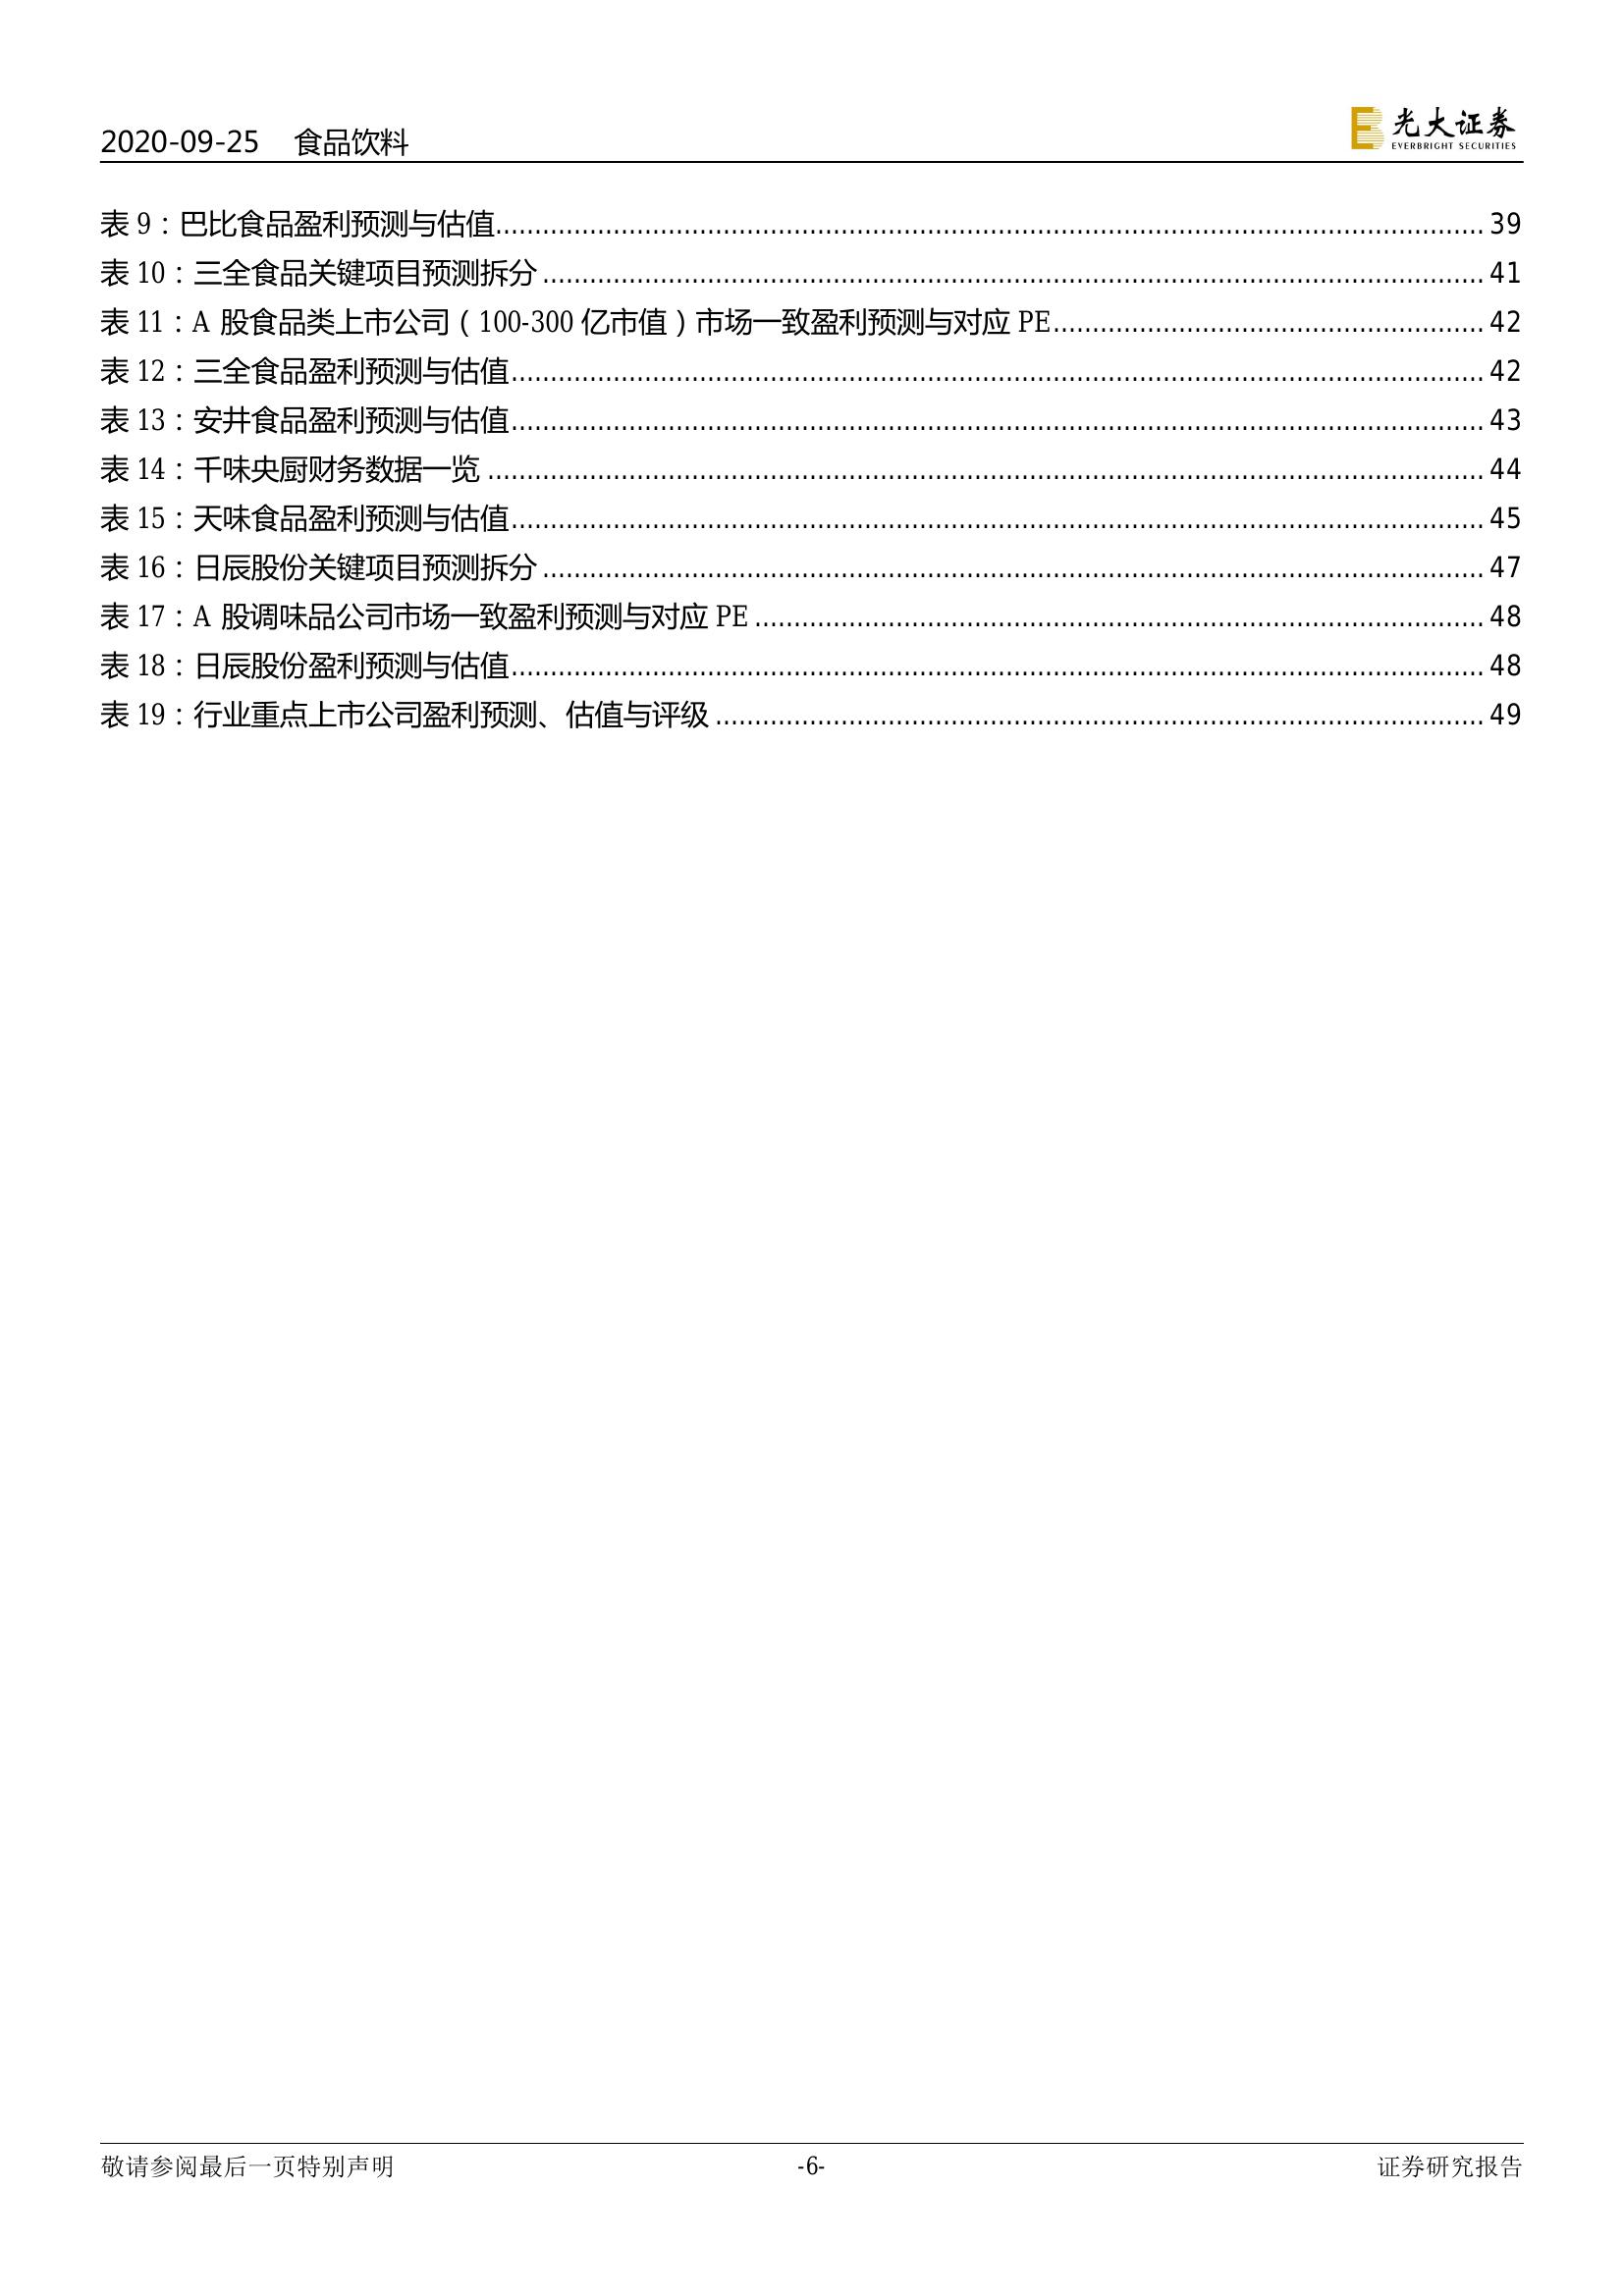 2020-09-25 食品饮料
光大证券
EVERBRIGHT SECURITIES
表 9：巴比食品盈利预测与估值........................................................................................................................ 39
表 10：三全食品关键项目预测拆分 ........................................................................................................................ 41
表 11：A 股食品类上市公司（100-300 亿市值）市场一致盈利预测与对应 PE...................................................... 42
表 12：三全食品盈利预测与估值........................................................................................................................ 42
表 13：安井食品盈利预测与估值........................................................................................................................ 43
表 14：千味央厨财务数据一览 ........................................................................................................................ 44
表 15：天味食品盈利预测与估值........................................................................................................................ 45
表 16：日辰股份关键项目预测拆分 ........................................................................................................................ 47
表 17：A 股调味品公司市场一致盈利预测与对应 PE ............................................................................................ 48
表 18：日辰股份盈利预测与估值........................................................................................................................ 48
表 19：行业重点上市公司盈利预测、估值与评级 ................................................................................................. 49
敬请参阅最后一页特别声明 -6- 证券研究报告